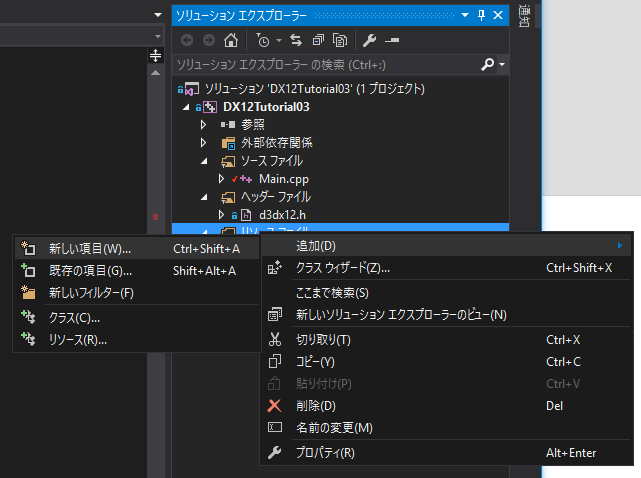 ソリューション エクスプローラー
通知
ソリューション エクスプローラー の検索 (Ctrl+:)
ソリューション 'DX12Tutorial03' (1 プロジェクト)
DX12Tutorial03
参照
外部依存関係
ソース ファイル
Main.cpp
ヘッダー ファイル
d3dx12.h
リソース ファイル
新しい項目(W)... Ctrl+Shift+A
既存の項目(G)... Shift+Alt+A
新しいフィルター(F)
クラス(C)...
リソース(R)...
追加(D)
クラス ウィザード(Z)... Ctrl+Shift+X
ここまで検索(S)
新しいソリューション エクスプローラーのビュー(N)
切り取り(T) Ctrl+X
コピー(Y) Ctrl+C
貼り付け(P) Ctrl+V
削除(D) Del
名前の変更(M)
プロパティ(R) Alt+Enter